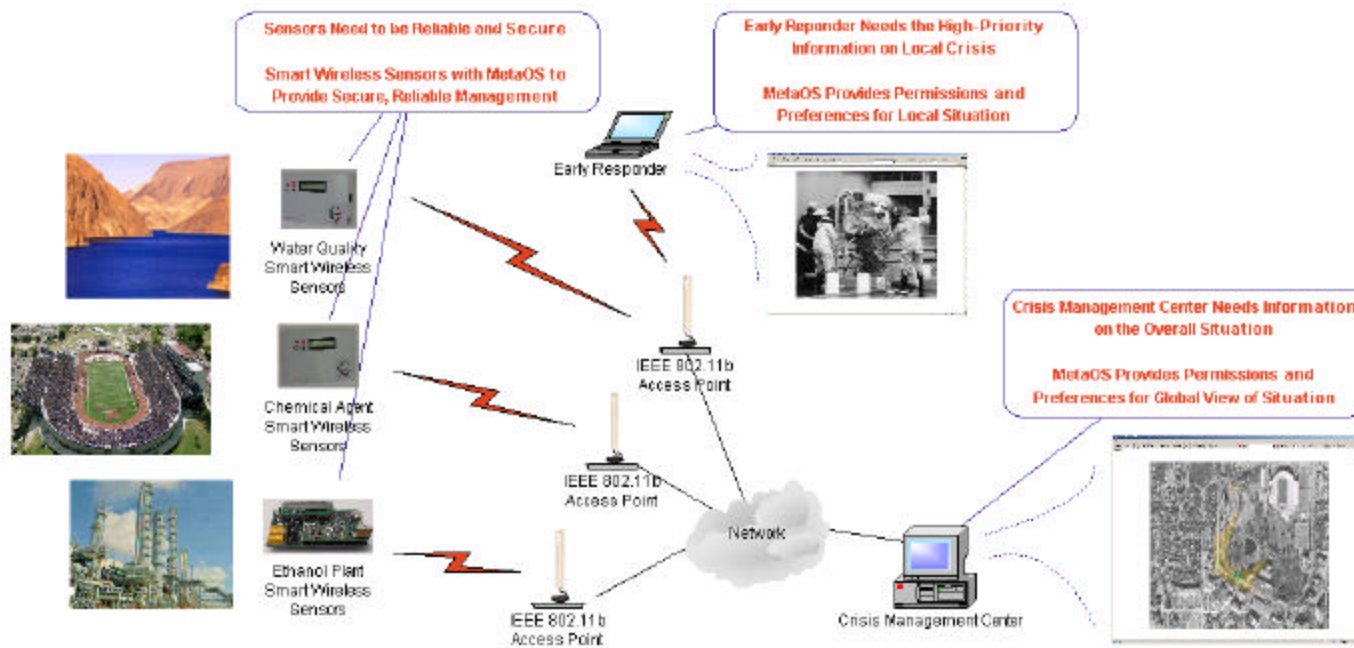 Sensors Need to be Reliable and Secure
Smart Wireless Sensors with MetaOS to
Provide Secure, Reliable Management
Early Reponder Needs the High-Priority
Information on Local Crisis
MetaOS Provides Permissions and
Preferences for Local Situation
Early Responder
Water Quality
Smart Wireless
Sensors
IEEE 802.11b
Access Point
Crisis Management Center Needs Information
on the Overall Situation
MetaOS Provides Permissions and
Preferences for Global View of Situation
Chemical Agent
Smart Wireless
Sensors
IEEE 802.11b
Access Point
Network
Ethanol Plant
Smart Wireless
Sensors
IEEE 802.11b
Access Point
Crisis Management Center